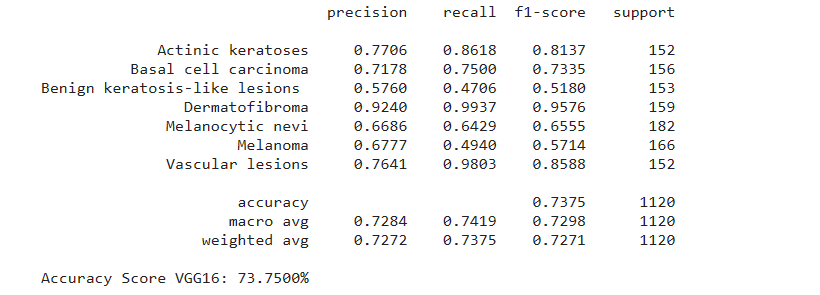 precision recall f1-score support
Actinic keratoses 0.7706 0.8618 0.8137 152
Basal cell carcinoma 0.7178 0.7500 0.7335 156
Benign keratosis-like lesions 0.5760 0.4706 0.5180 153
Dermatofibroma 0.9240 0.9937 0.9576 159
Melanocytic nevi 0.6686 0.6429 0.6555 182
Melanoma 0.6777 0.4940 0.5714 166
Vascular lesions 0.7641 0.9803 0.8588 152
accuracy 0.7375 1120
macro avg 0.7284 0.7419 0.7298 1120
weighted avg 0.7272 0.7375 0.7271 1120
Accuracy Score VGG16: 73.7500%